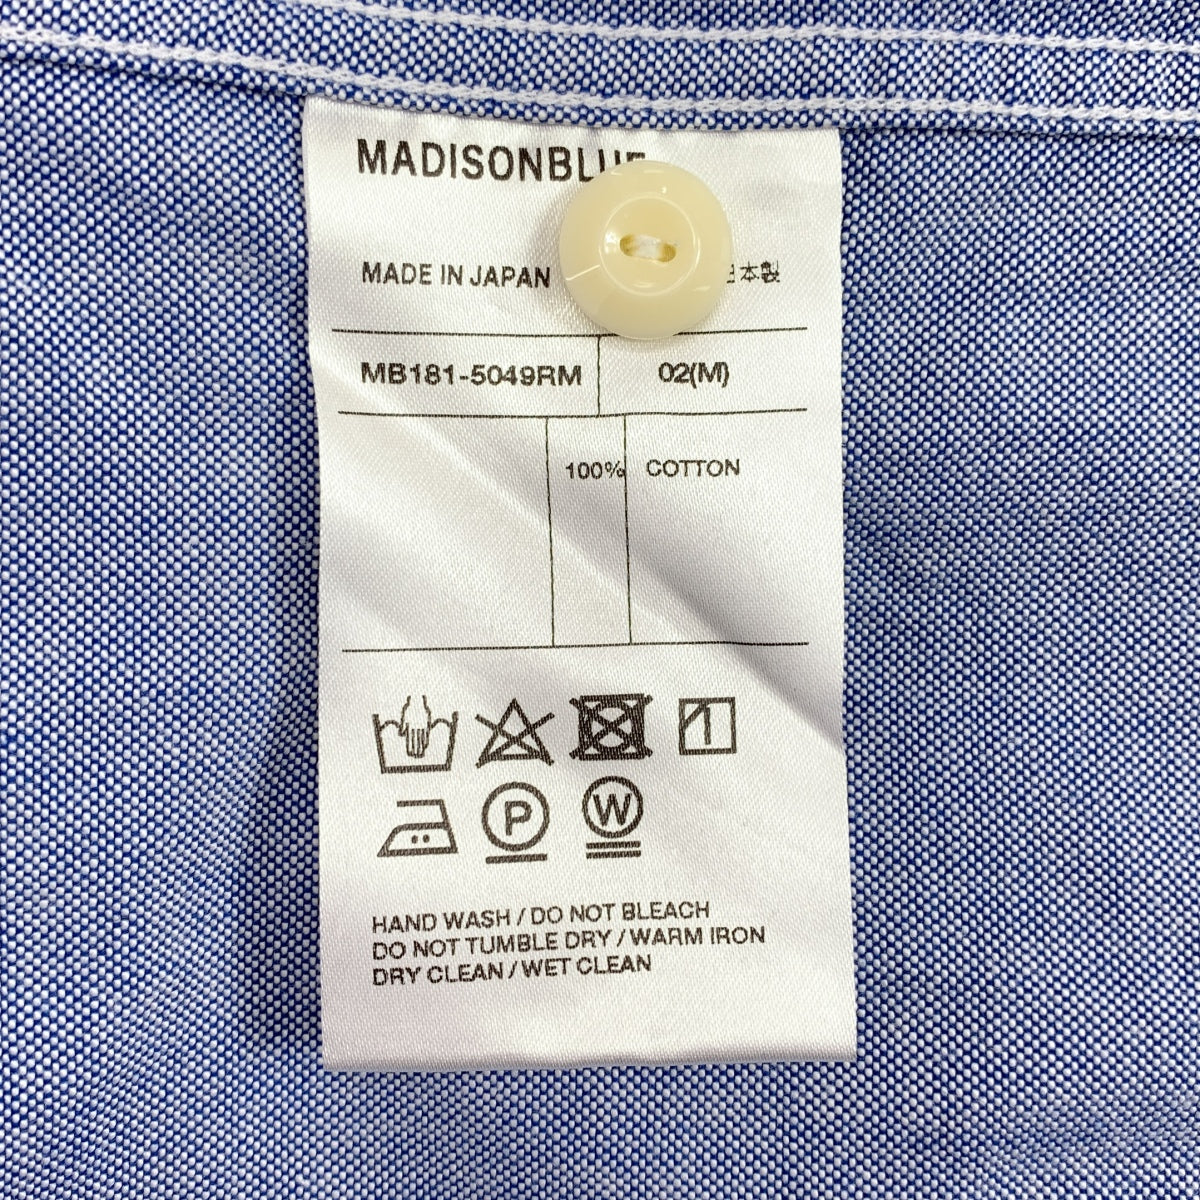 MADISONBLUE
MADE IN JAPAN 日本製
MB181-5049RM 02(M)
100% COTTON
P W
HAND WASH / DO NOT BLEACH
DO NOT TUMBLE DRY / WARM IRON
DRY CLEAN / WET CLEAN